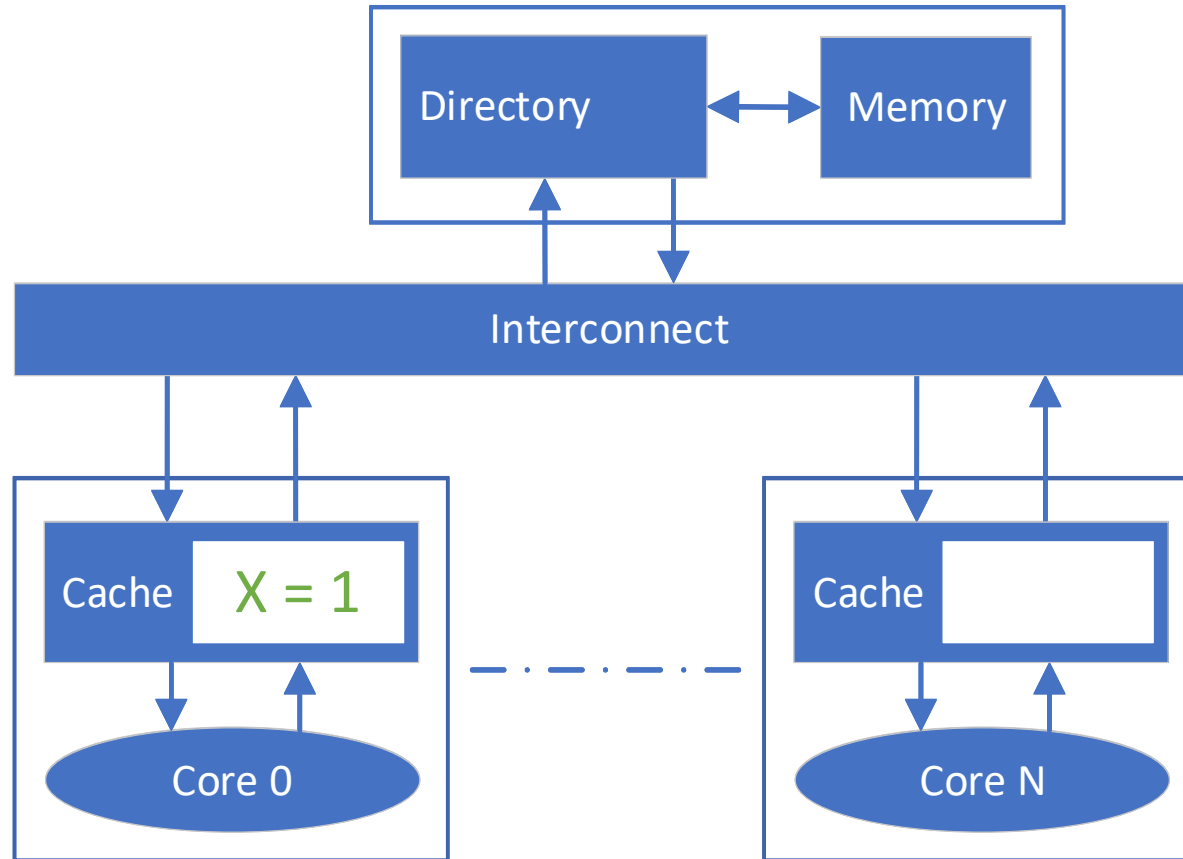 Directory
Memory
Interconnect
Cache
X = 1
Cache
Core 0
Core N